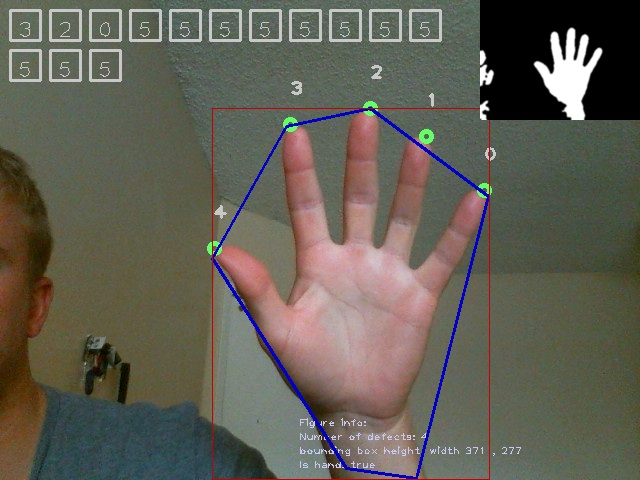 3 2 0 5 5 5 5 5 5 5 5
5 5 5
2
3
1
0
4
Figure info:
Number of defects: 4
bounding box height, width 371 , 277
is hand: true